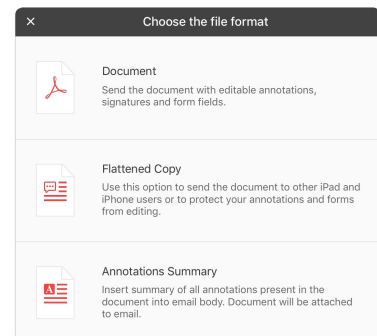 × Choose the file format
Document
Send the document with editable annotations,
signatures and form fields.
Flattened Copy
Use this option to send the document to other iPad and
iPhone users or to protect your annotations and forms
from editing.
A
Annotations Summary
Insert summary of all annotations present in the
document into email body. Document will be attached
to email.